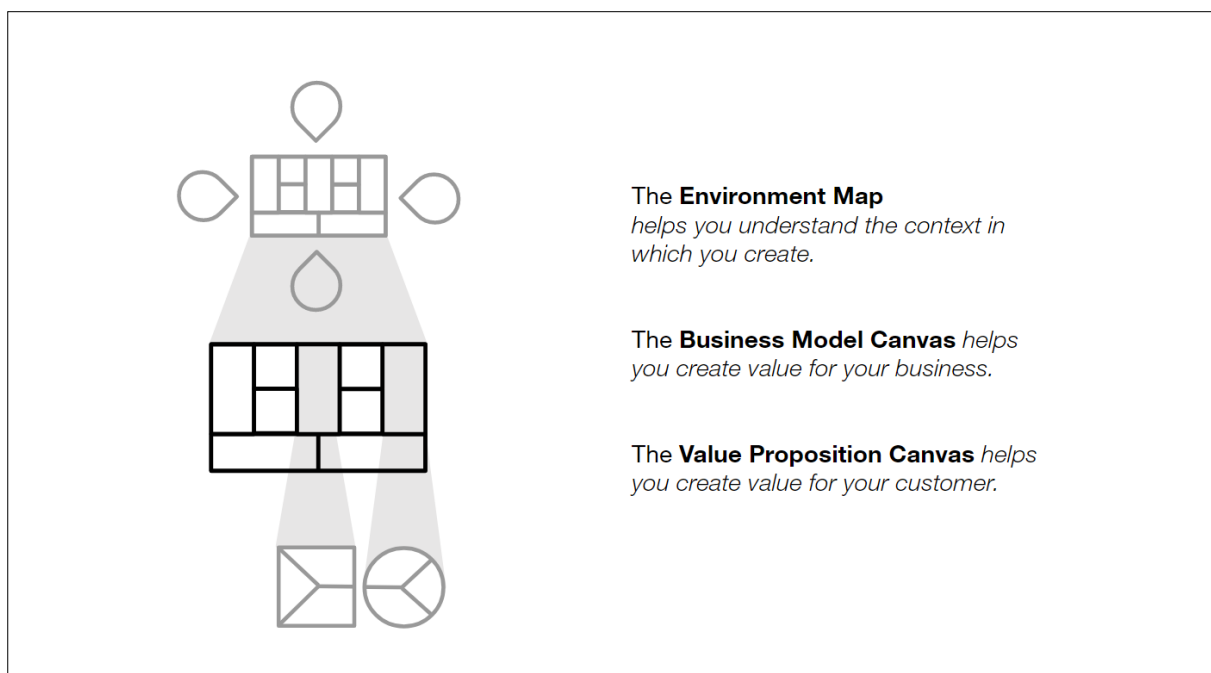 The Environment Map
helps you understand the context in
which you create.
The Business Model Canvas helps
you create value for your business.
The Value Proposition Canvas helps
you create value for your customer.